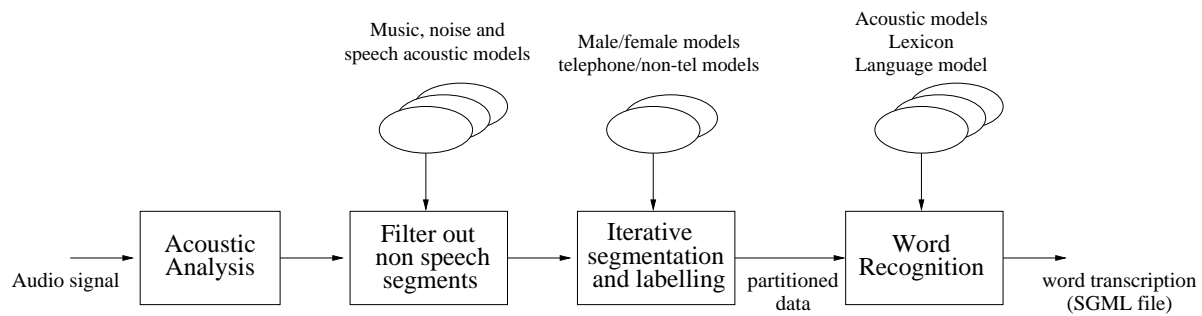 Music, noise and
speech acoustic models
Male/female models
telephone/non-tel models
Acoustic models
Lexicon
Language model
Audio signal
Acoustic
Analysis
Filter out
non speech
segments
Iterative
segmentation
and labelling
partitioned
data
Word
Recognition
word transcription
(SGML file)